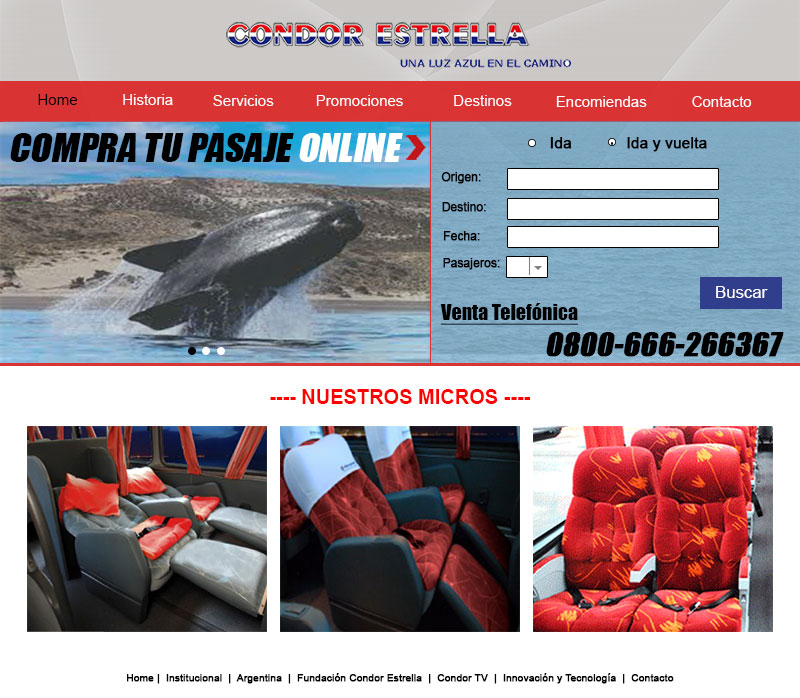 CONDOR ESTRELLA
UNA LUZ AZUL EN EL CAMINO
Home Historia Servicios Promociones Destinos Encomiendas Contacto
COMPRA TU PASAJE ONLINE
Ida Ida y vuelta
Origen:
Destino:
Fecha:
Pasajeros:
Buscar
Venta Telefónica
0800-666-266367
---- NUESTROS MICROS ----
Home | Institucional | Argentina | Fundación Condor Estrella | Condor TV | Innovación y Tecnología | Contacto